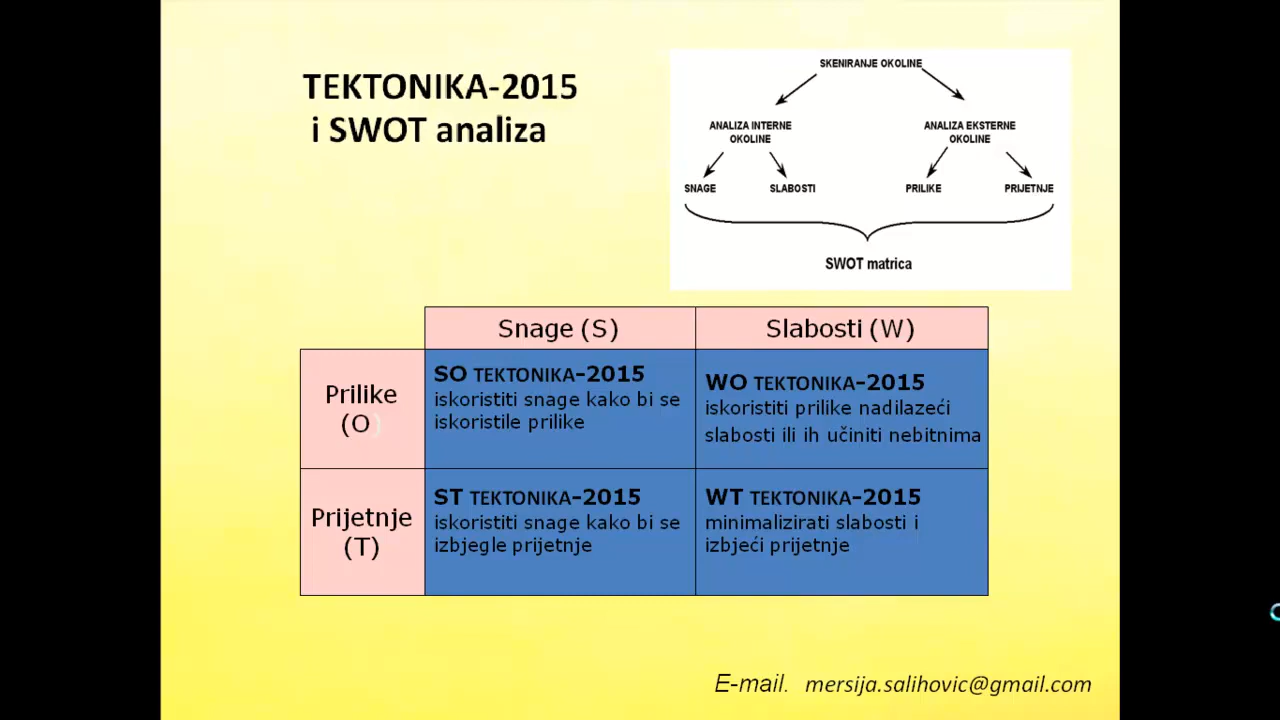 TEKTONIKA-2015
i SWOT analiza
SKENIRANJE OKOLINE
ANALIZA INTERNE
OKOLINE
ANALIZA EKSTERNE
OKOLINE
SNAGE
SLABOSTI
PRILIKE
PRIJETNJE
SWOT matrica
Snage (S)
Slabosti (W)
Prilike
(O)
SO TEKTONIKA-2015
iskoristiti snage kako bi se
iskoristile prilike
WO TEKTONIKA-2015
iskoristiti prilike nadilazeći
slabosti ili ih učiniti nebitnima
Prijetnje
(T)
ST TEKTONIKA-2015
iskoristiti snage kako bi se
izbjegle prijetnje
WT TEKTONIKA-2015
minimalizirati slabosti i
izbjeći prijetnje
E-mail. mersija.salihovic@gmail.com